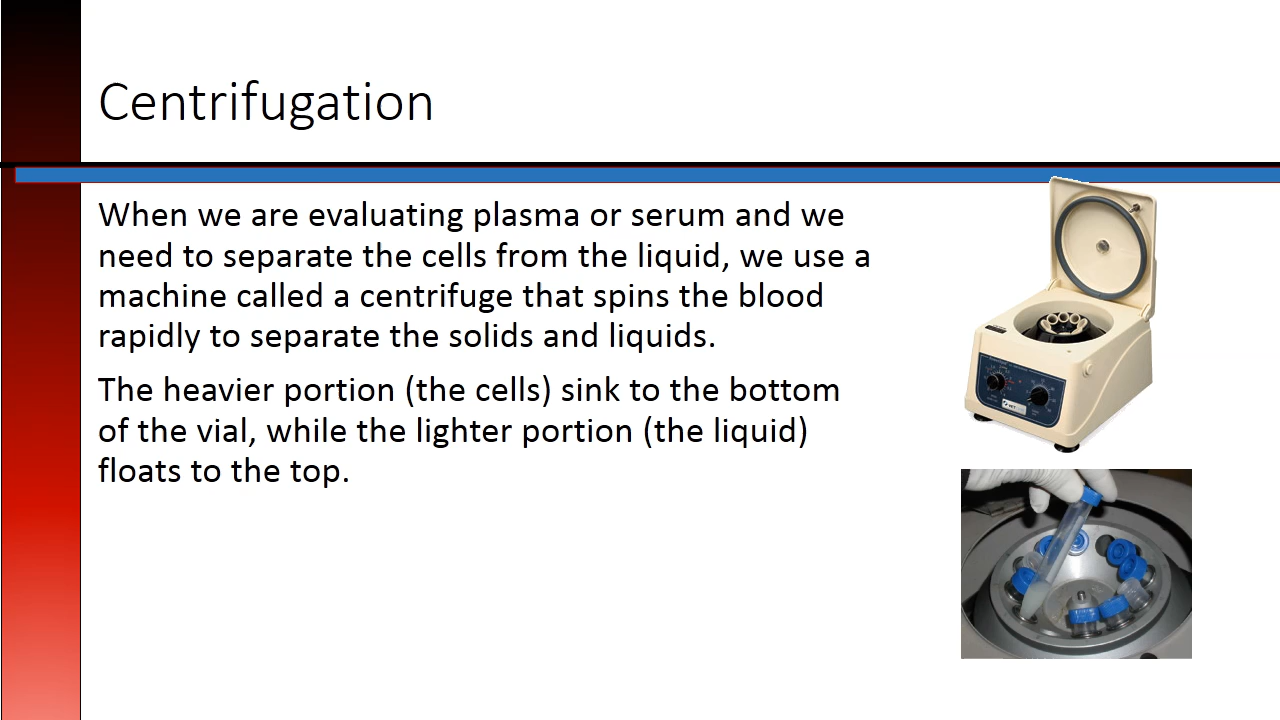 Centrifugation
When we are evaluating plasma or serum and we
need to separate the cells from the liquid, we use a
machine called a centrifuge that spins the blood
rapidly to separate the solids and liquids.
The heavier portion (the cells) sink to the bottom
of the vial, while the lighter portion (the liquid)
floats to the top.